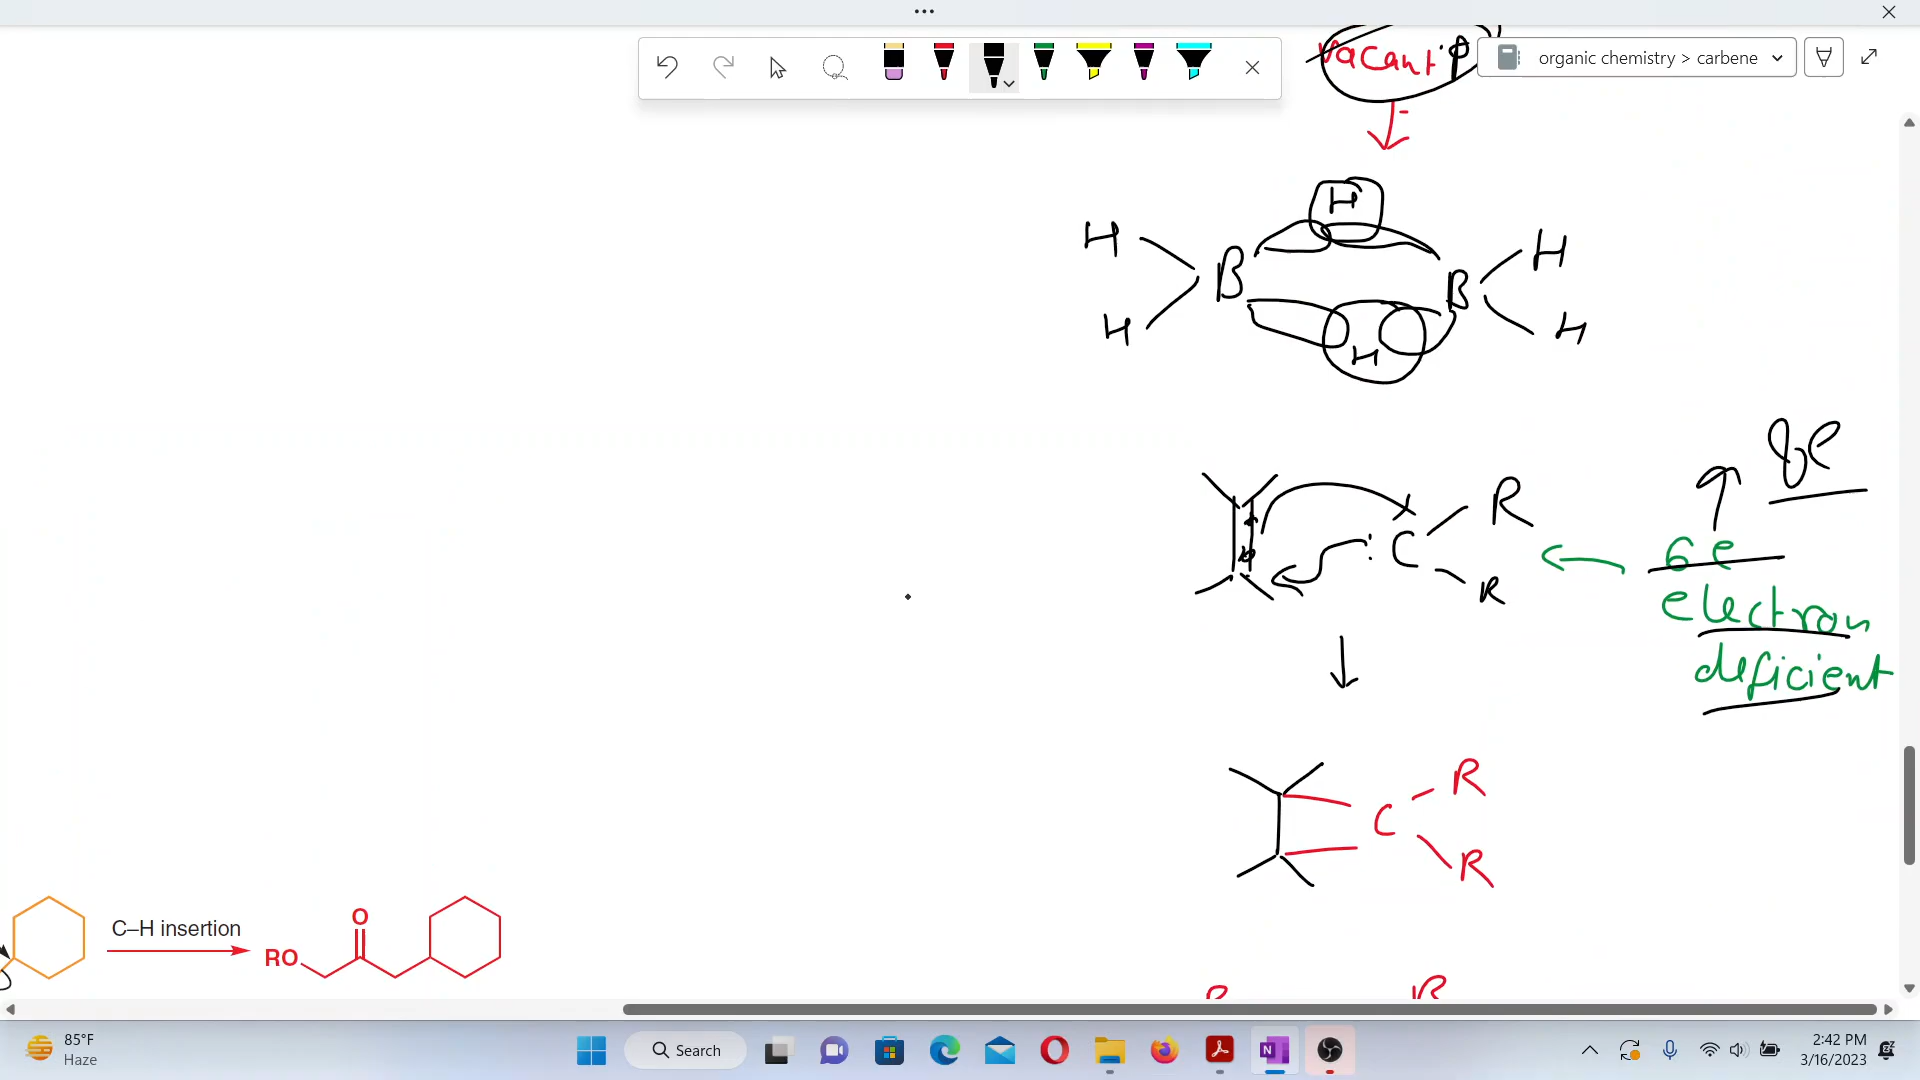 vacant P
organic chemistry > carbene
H
H
B
B
H
H
H
H
8e
R
:C
R
6e
electron
deficient
R
C
R
C–H insertion
O
RO
R
R
85°F
Haze
Search
2:42 PM
3/16/2023